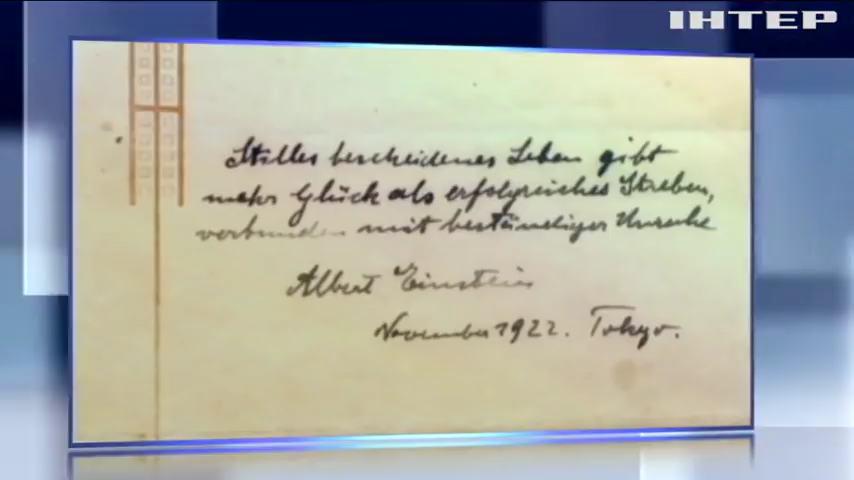 ІНТЕР
Stilles bescheidenes Leben gibt
mehr Glück als erfolgreiches Streben,
verbunden mit beständiger Unruhe
Albert Einstein
November 1922. Tokyo.